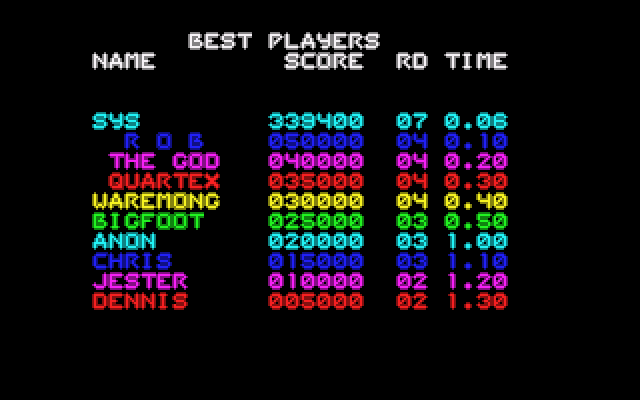 BEST PLAYERS
NAME SCORE RD TIME
SYS 339400 07 0.06
R O B 050000 04 0.10
THE GOD 040000 04 0.20
QUARTEX 035000 04 0.30
WAREMONG 030000 04 0.40
BIGFOOT 025000 03 0.50
ANON 020000 03 1.00
CHRIS 015000 03 1.10
JESTER 010000 02 1.20
DENNIS 005000 02 1.30